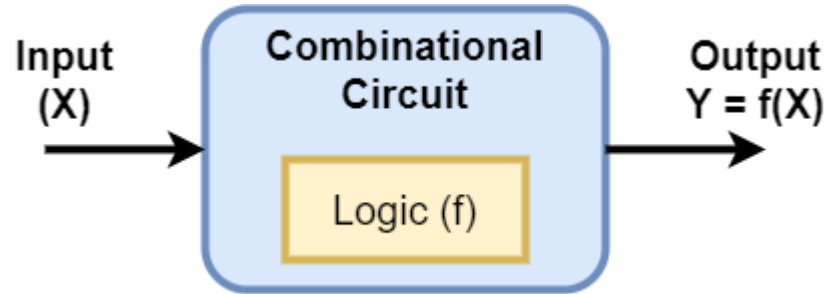 Input
(X)
Combinational
Circuit
Logic (f)
Output
Y = f(X)